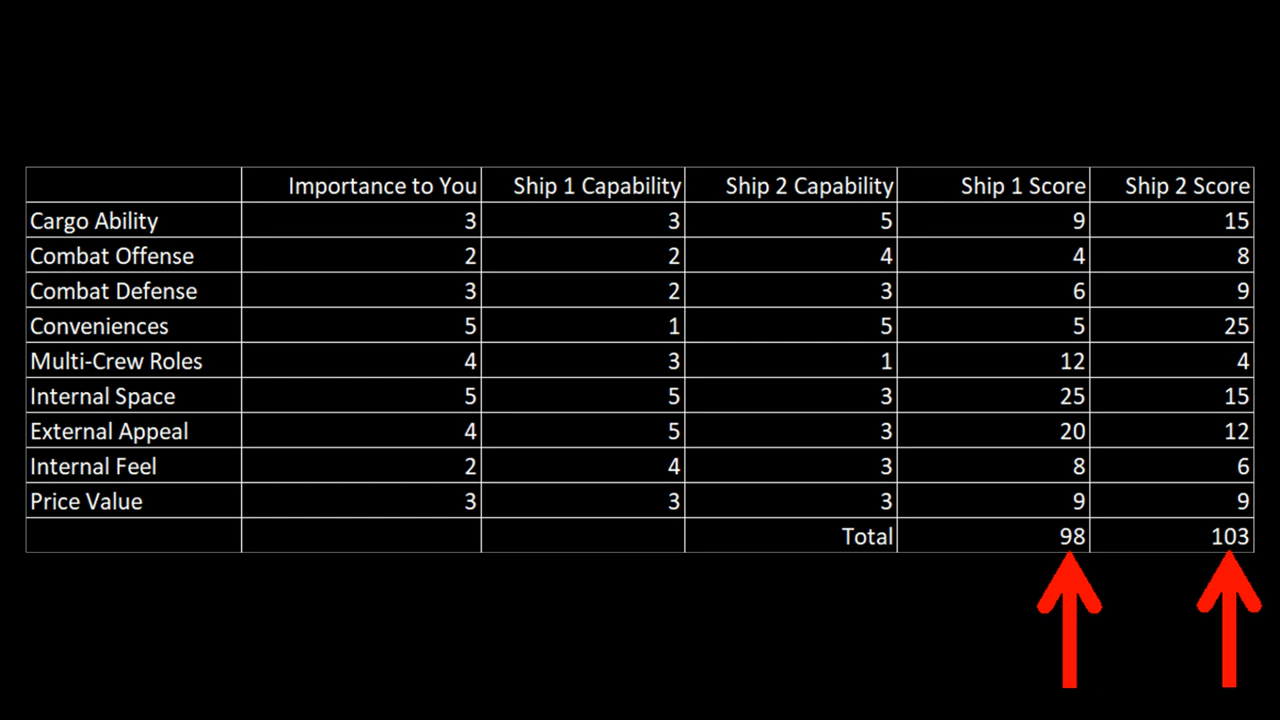 Importance to You Ship 1 Capability Ship 2 Capability Ship 1 Score Ship 2 Score
Cargo Ability 3 3 5 9 15
Combat Offense 2 2 4 4 8
Combat Defense 3 2 3 6 9
Conveniences 5 1 5 5 25
Multi-Crew Roles 4 3 1 12 4
Internal Space 5 5 3 25 15
External Appeal 4 5 3 20 12
Internal Feel 2 4 3 8 6
Price Value 3 3 3 9 9
Total 98 103